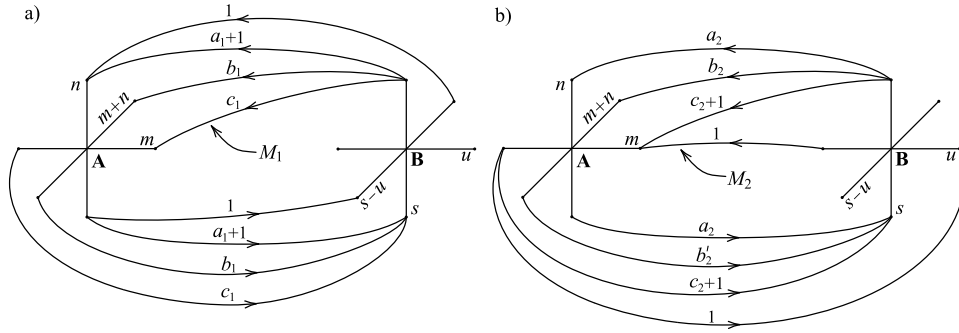 a)
1
a₁+1
b₁
c₁
n
m+n
m
M₁
A
B
u
s−u
s
1
a₁+1
b₁
c₁
b)
a₂
b₂
c₂+1
1
n
m+n
m
M₂
A
B
u
s−u
s
a₂
b₂′
c₂+1
1